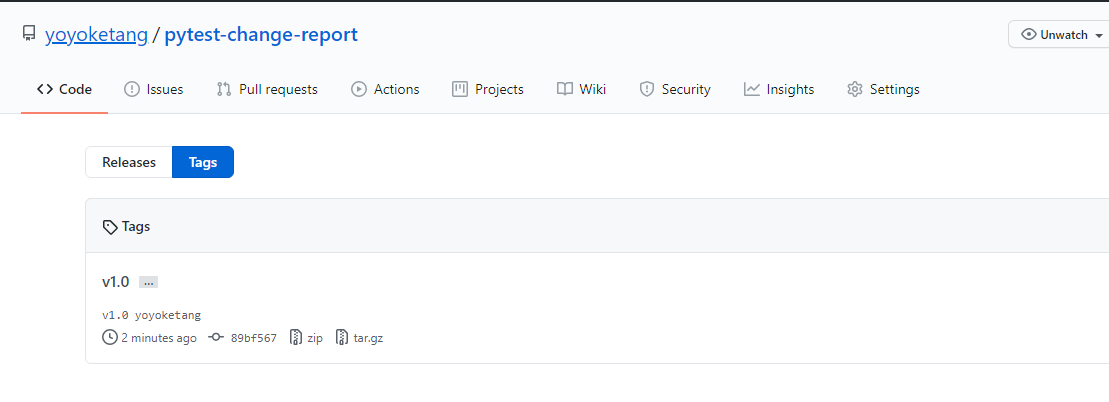 yoyoketang / pytest-change-report
Unwatch
Code Issues Pull requests Actions Projects Wiki Security Insights Settings
Releases Tags
Tags
v1.0 ...
v1.0 yoyoketang
2 minutes ago 89bf567 zip tar.gz